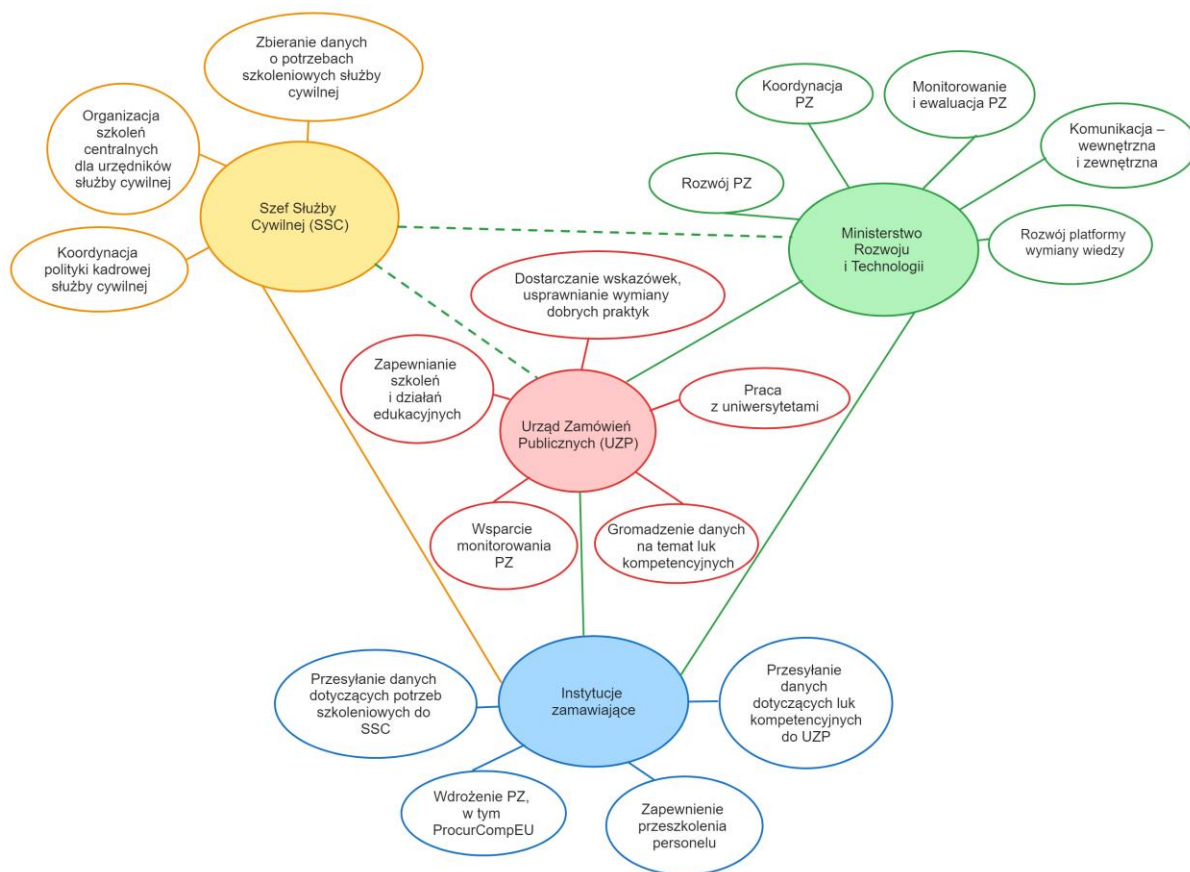 Zbieranie danych
o potrzebach
szkoleniowych służby
cywilnej
Organizacja
szkoleń
centralnych
dla urzędników
służby cywilnej
Koordynacja
polityki kadrowej
służby cywilnej
Szef Służby
Cywilnej (SSC)
Koordynacja
PZ
Monitorowanie
i ewaluacja PZ
Komunikacja –
wewnętrzna
i zewnętrzna
Rozwój PZ
Rozwój platformy
wymiany wiedzy
Ministerstwo
Rozwoju
i Technologii
Dostarczanie wskazówek,
usprawnianie wymiany
dobrych praktyk
Zapewnianie
szkoleń
i działań
edukacyjnych
Praca
z uniwersytetami
Urząd Zamówień
Publicznych (UZP)
Wsparcie
monitorowania
PZ
Gromadzenie danych
na temat luk
kompetencyjnych
Przesyłanie danych
dotyczących potrzeb
szkoleniowych do
SSC
Instytucje
zamawiające
Przesyłanie
danych
dotyczących luk
kompetencyjnych
do UZP
Wdrożenie PZ,
w tym
ProcurCompEU
Zapewnienie
przeszkolenia
personelu